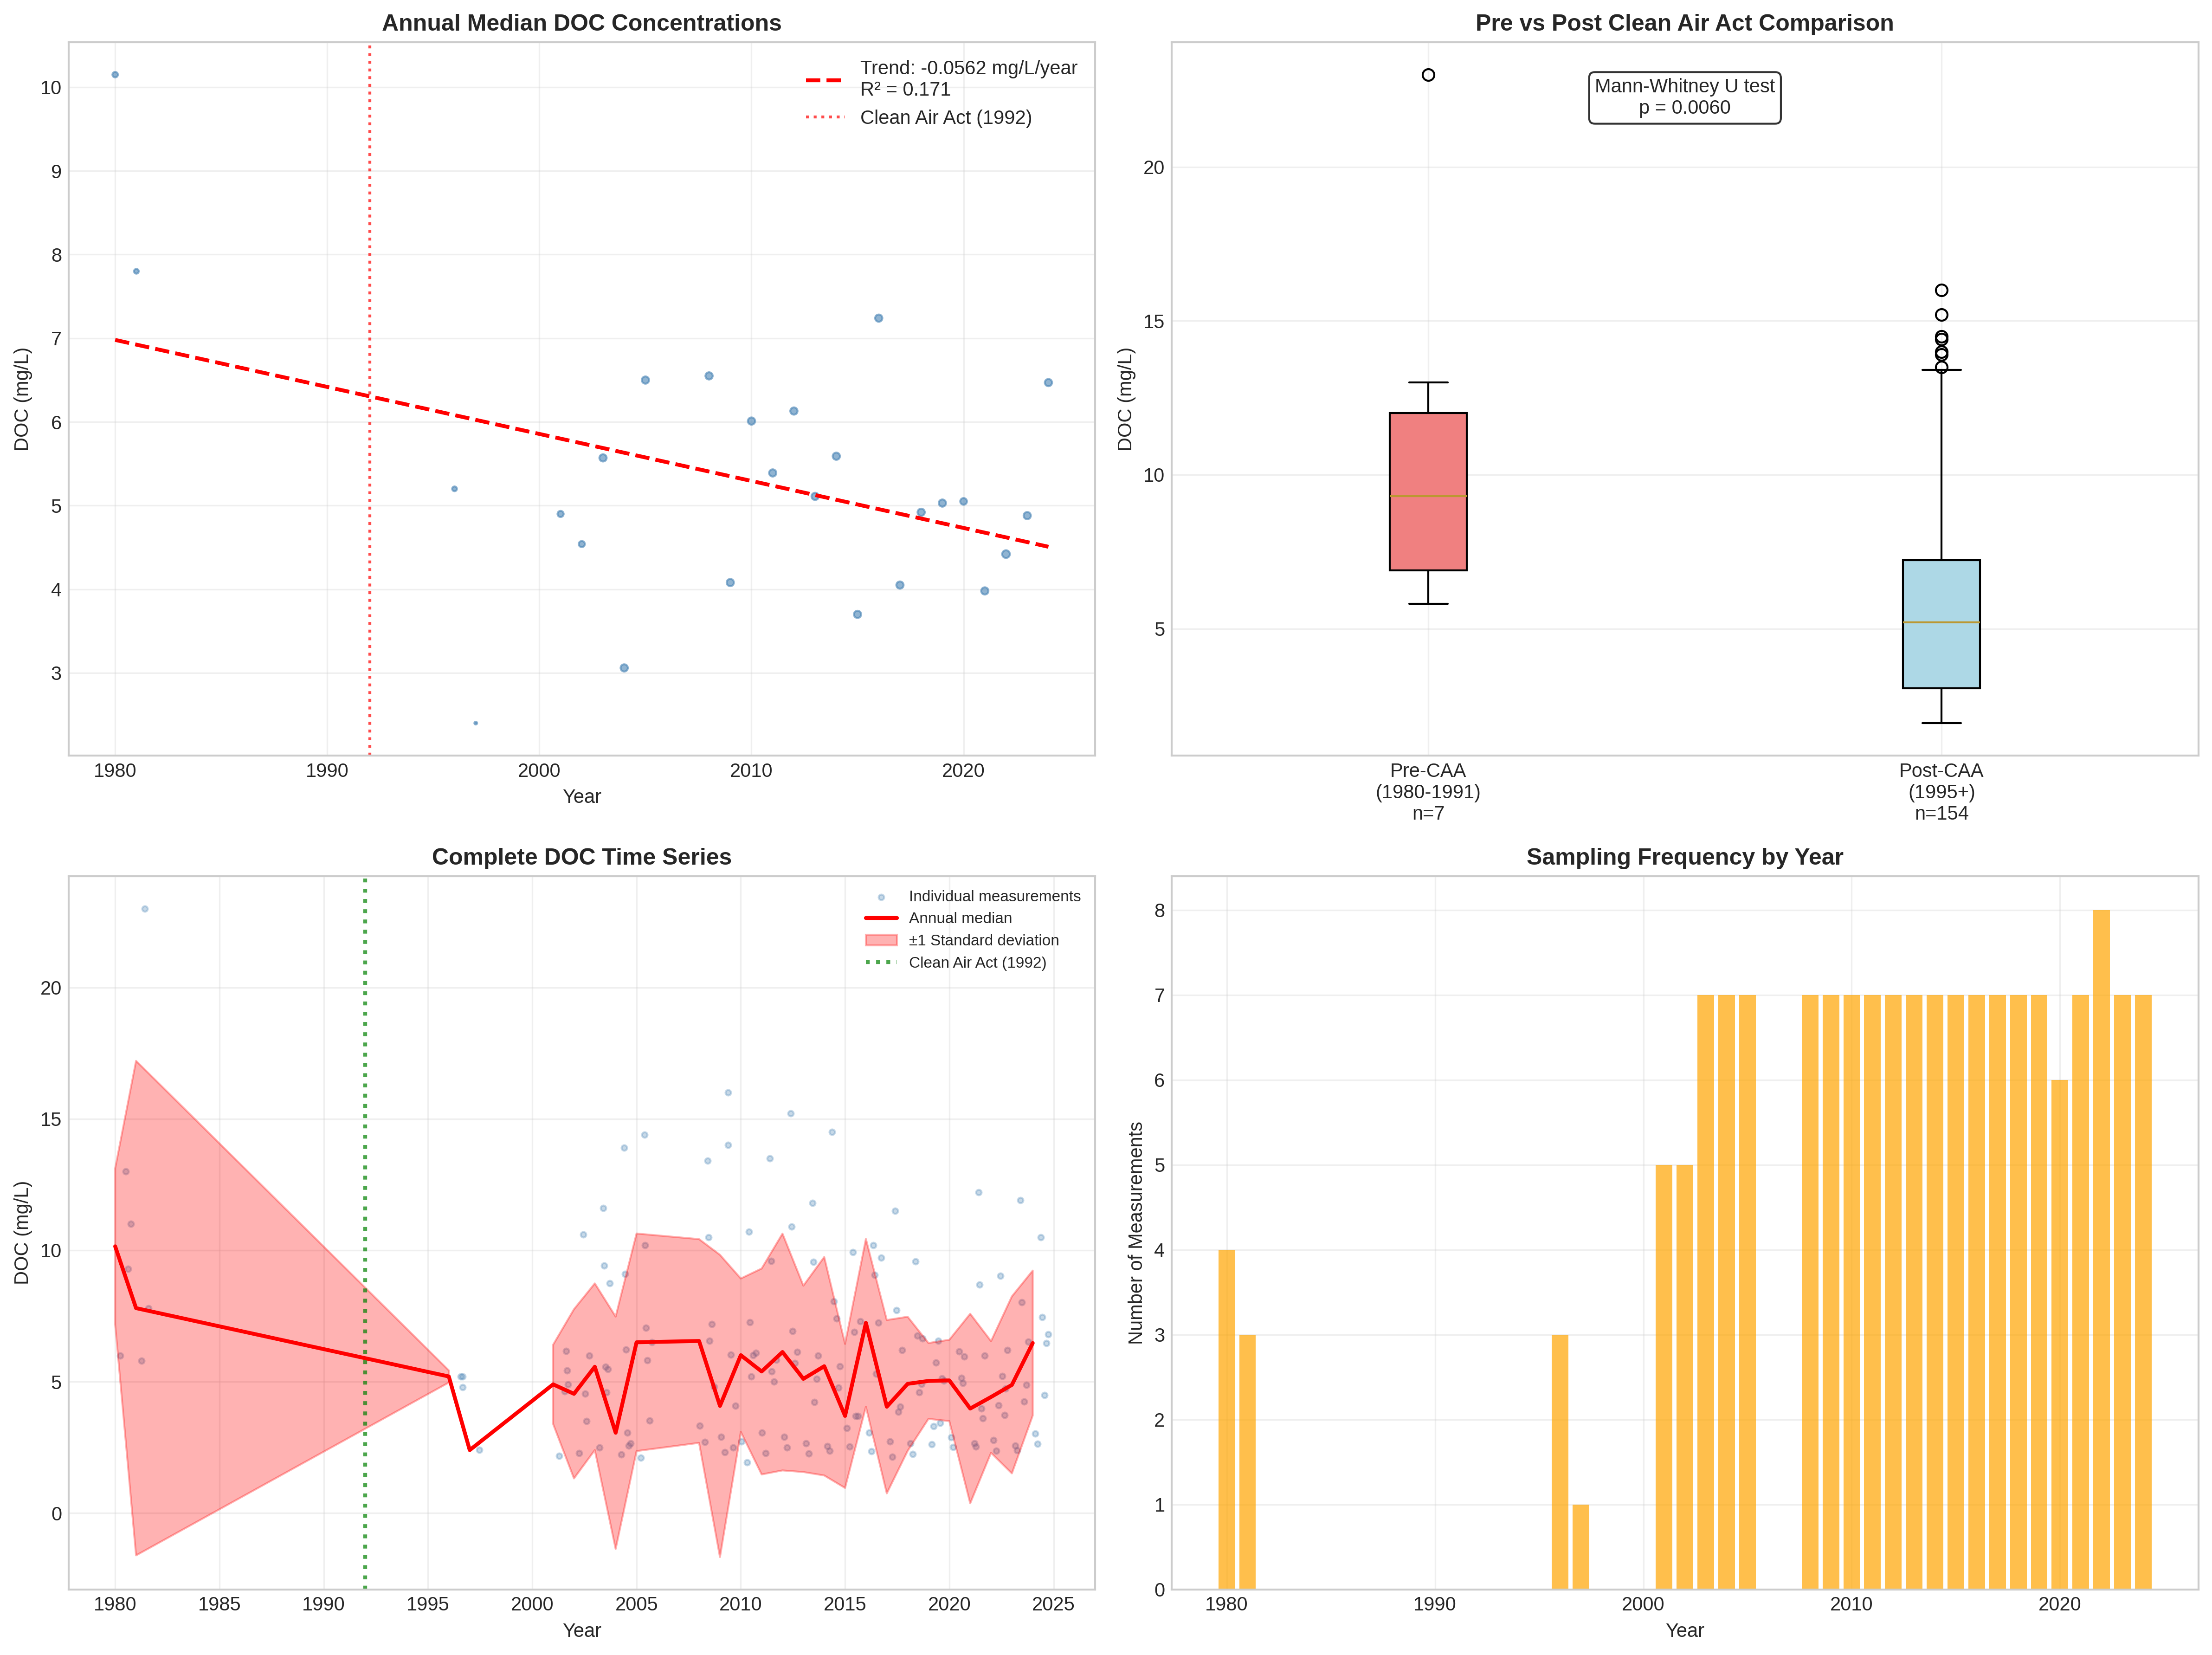 Annual Median DOC Concentrations
Trend: -0.0562 mg/L/year
R² = 0.171
Clean Air Act (1992)
DOC (mg/L)
10
9
8
7
6
5
4
3
1980 1990 2000 2010 2020
Year
Pre vs Post Clean Air Act Comparison
Mann-Whitney U test
p = 0.0060
DOC (mg/L)
20
15
10
5
Pre-CAA
(1980-1991)
n=7
Post-CAA
(1995+)
n=154
Complete DOC Time Series
Individual measurements
Annual median
±1 Standard deviation
Clean Air Act (1992)
DOC (mg/L)
20
15
10
5
0
1980 1985 1990 1995 2000 2005 2010 2015 2020 2025
Year
Sampling Frequency by Year
Number of Measurements
8
7
6
5
4
3
2
1
0
1980 1990 2000 2010 2020
Year